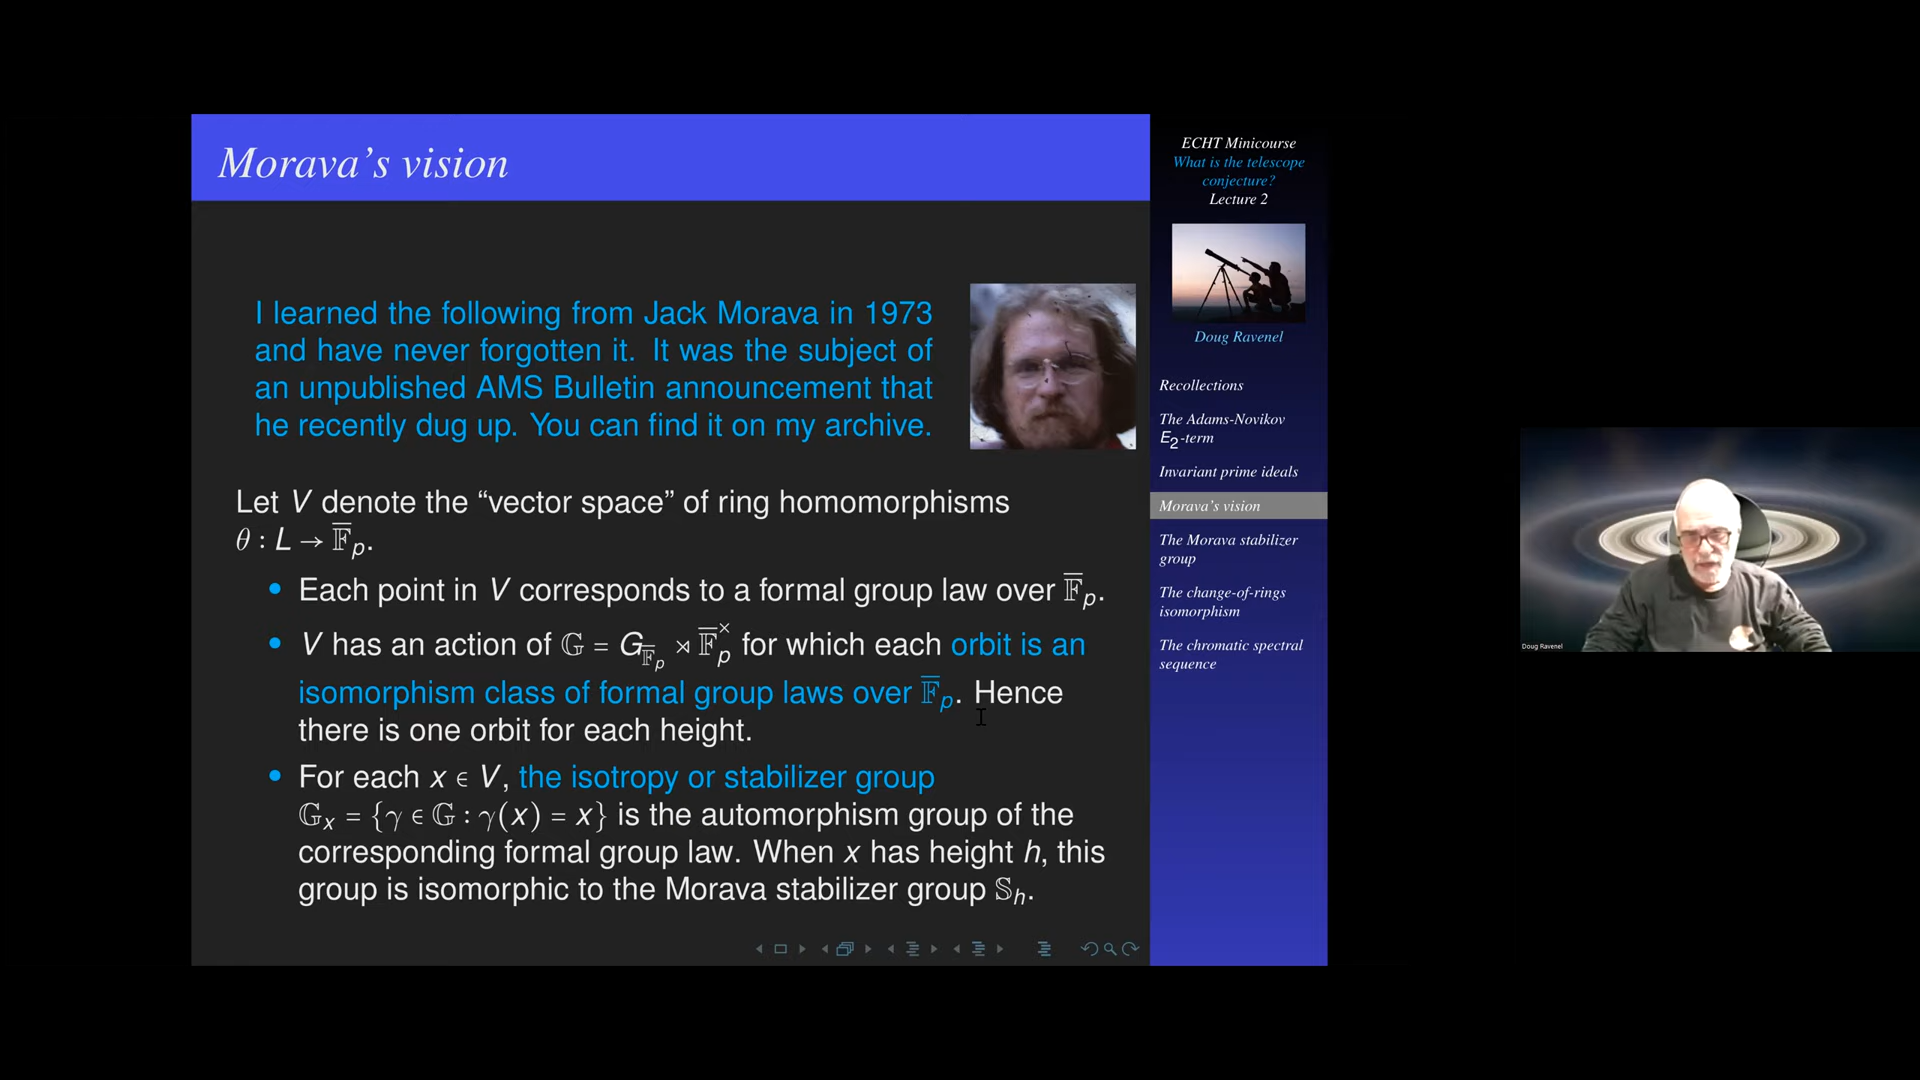 Morava’s vision
I learned the following from Jack Morava in 1973
and have never forgotten it. It was the subject of
an unpublished AMS Bulletin announcement that
he recently dug up. You can find it on my archive.
Let V denote the “vector space” of ring homomorphisms
θ : L → F̅ₚ.
• Each point in V corresponds to a formal group law over F̅ₚ.
• V has an action of 𝔾 = G_F̅ₚ ⋊ F̅ₚ^× for which each orbit is an
isomorphism class of formal group laws over F̅ₚ. Hence
there is one orbit for each height.
• For each x ∈ V, the isotropy or stabilizer group
𝔾ₓ = {γ ∈ 𝔾 : γ(x) = x} is the automorphism group of the
corresponding formal group law. When x has height h, this
group is isomorphic to the Morava stabilizer group 𝕊ₕ.
ECHT Minicourse
What is the telescope
conjecture?
Lecture 2
Doug Ravenel
Recollections
The Adams-Novikov
E₂-term
Invariant prime ideals
Morava’s vision
The Morava stabilizer
group
The change-of-rings
isomorphism
The chromatic spectral
sequence
Doug Ravenel